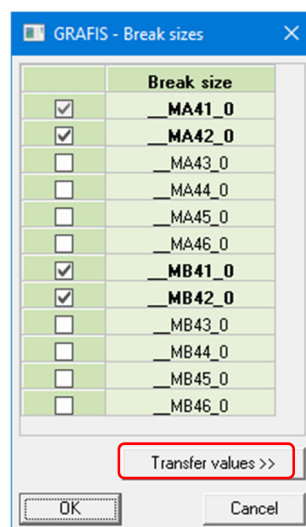 GRAFIS - Break sizes
Break size
__MA41_0
__MA42_0
__MA43_0
__MA44_0
__MA45_0
__MA46_0
__MB41_0
__MB42_0
__MB43_0
__MB44_0
__MB45_0
__MB46_0
Transfer values >>
OK Cancel